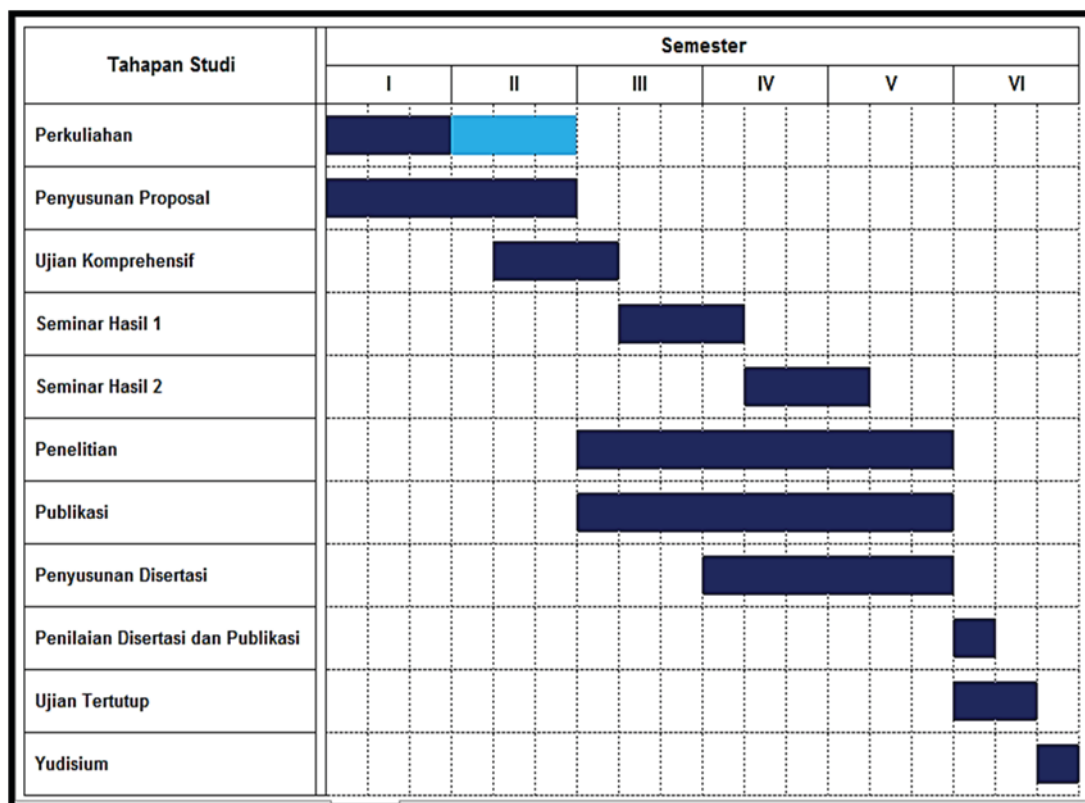 Tahapan Studi
Semester
I II III IV V VI
Perkuliahan
Penyusunan Proposal
Ujian Komprehensif
Seminar Hasil 1
Seminar Hasil 2
Penelitian
Publikasi
Penyusunan Disertasi
Penilaian Disertasi dan Publikasi
Ujian Tertutup
Yudisium